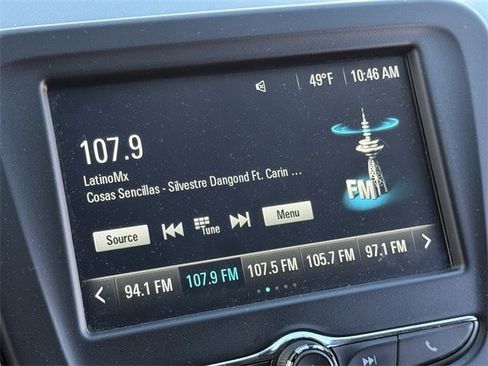 49°F 10:46 AM
107.9
LatinoMx
Cosas Sencillas - Silvestre Dangond Ft. Carin ...
FM
Source Tune Menu
94.1 FM 107.9 FM 107.5 FM 105.7 FM 97.1 FM